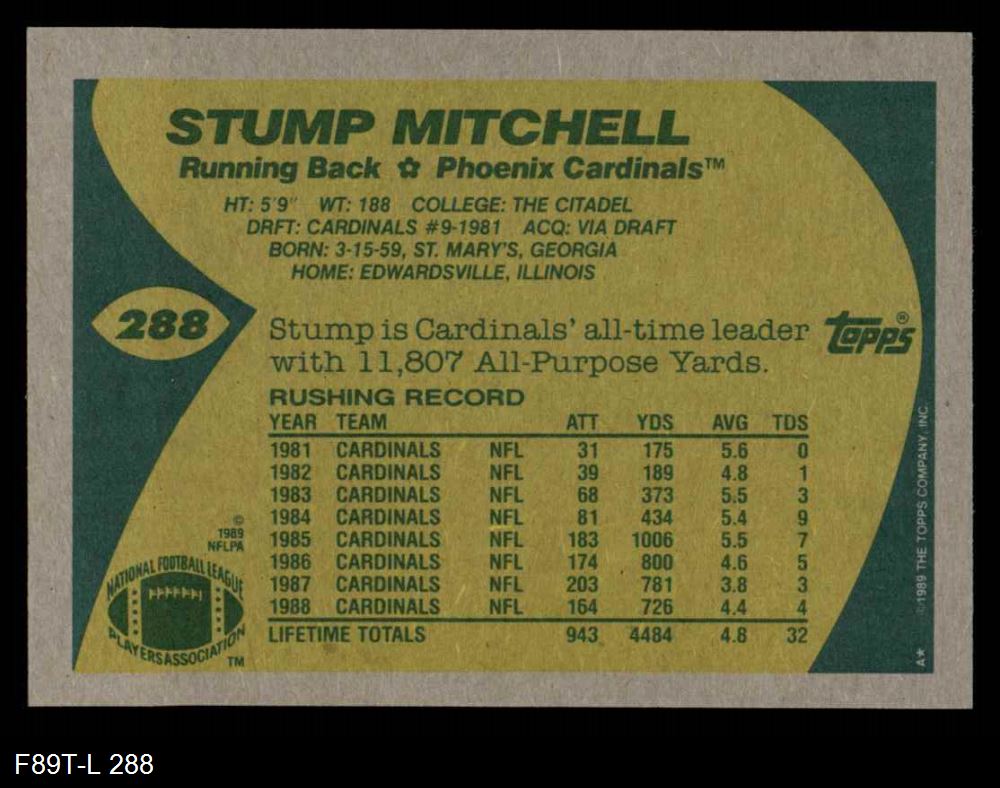 STUMP MITCHELL
Running Back ✿ Phoenix Cardinals™
HT: 5'9" WT: 188 COLLEGE: THE CITADEL
DRFT: CARDINALS #9-1981 ACQ: VIA DRAFT
BORN: 3-15-59, ST. MARY'S, GEORGIA
HOME: EDWARDSVILLE, ILLINOIS
288
Stump is Cardinals' all-time leader
with 11,807 All-Purpose Yards.
topps®
RUSHING RECORD
YEAR TEAM ATT YDS AVG TDS
1981 CARDINALS NFL 31 175 5.6 0
1982 CARDINALS NFL 39 189 4.8 1
1983 CARDINALS NFL 68 373 5.5 3
1984 CARDINALS NFL 81 434 5.4 9
1985 CARDINALS NFL 183 1006 5.5 7
1986 CARDINALS NFL 174 800 4.6 5
1987 CARDINALS NFL 203 781 3.8 3
1988 CARDINALS NFL 164 726 4.4 4
LIFETIME TOTALS 943 4484 4.8 32
©
1989
NFLPA
NATIONAL FOOTBALL LEAGUE
PLAYERS ASSOCIATION
TM
A★ ©1989 THE TOPPS COMPANY, INC.
F89T-L 288